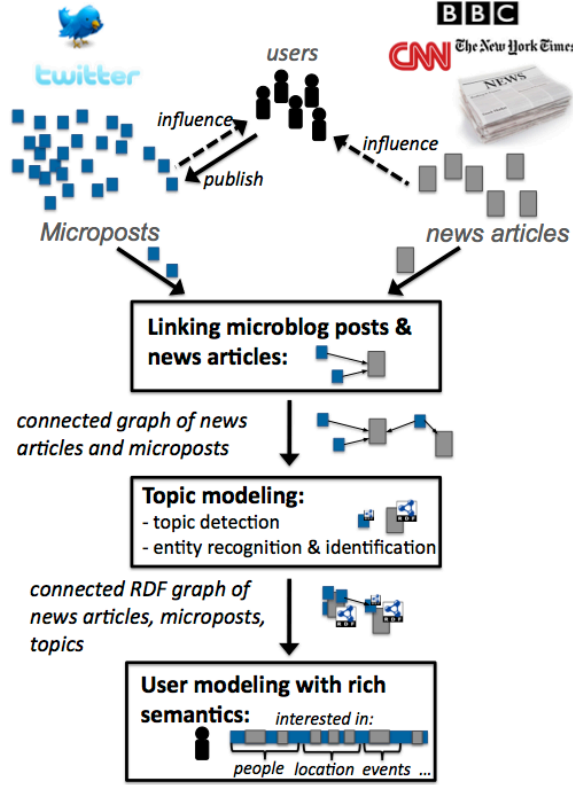 BBC
CNN The New York Times
twitter
users
NEWS
influence
influence
publish
Microposts
news articles
Linking microblog posts &
news articles:
connected graph of news
articles and microposts
Topic modeling:
- topic detection
- entity recognition & identification
RDF
connected RDF graph of
news articles, microposts,
topics
RDF
RDF
User modeling with rich
semantics:
interested in:
people location events ...